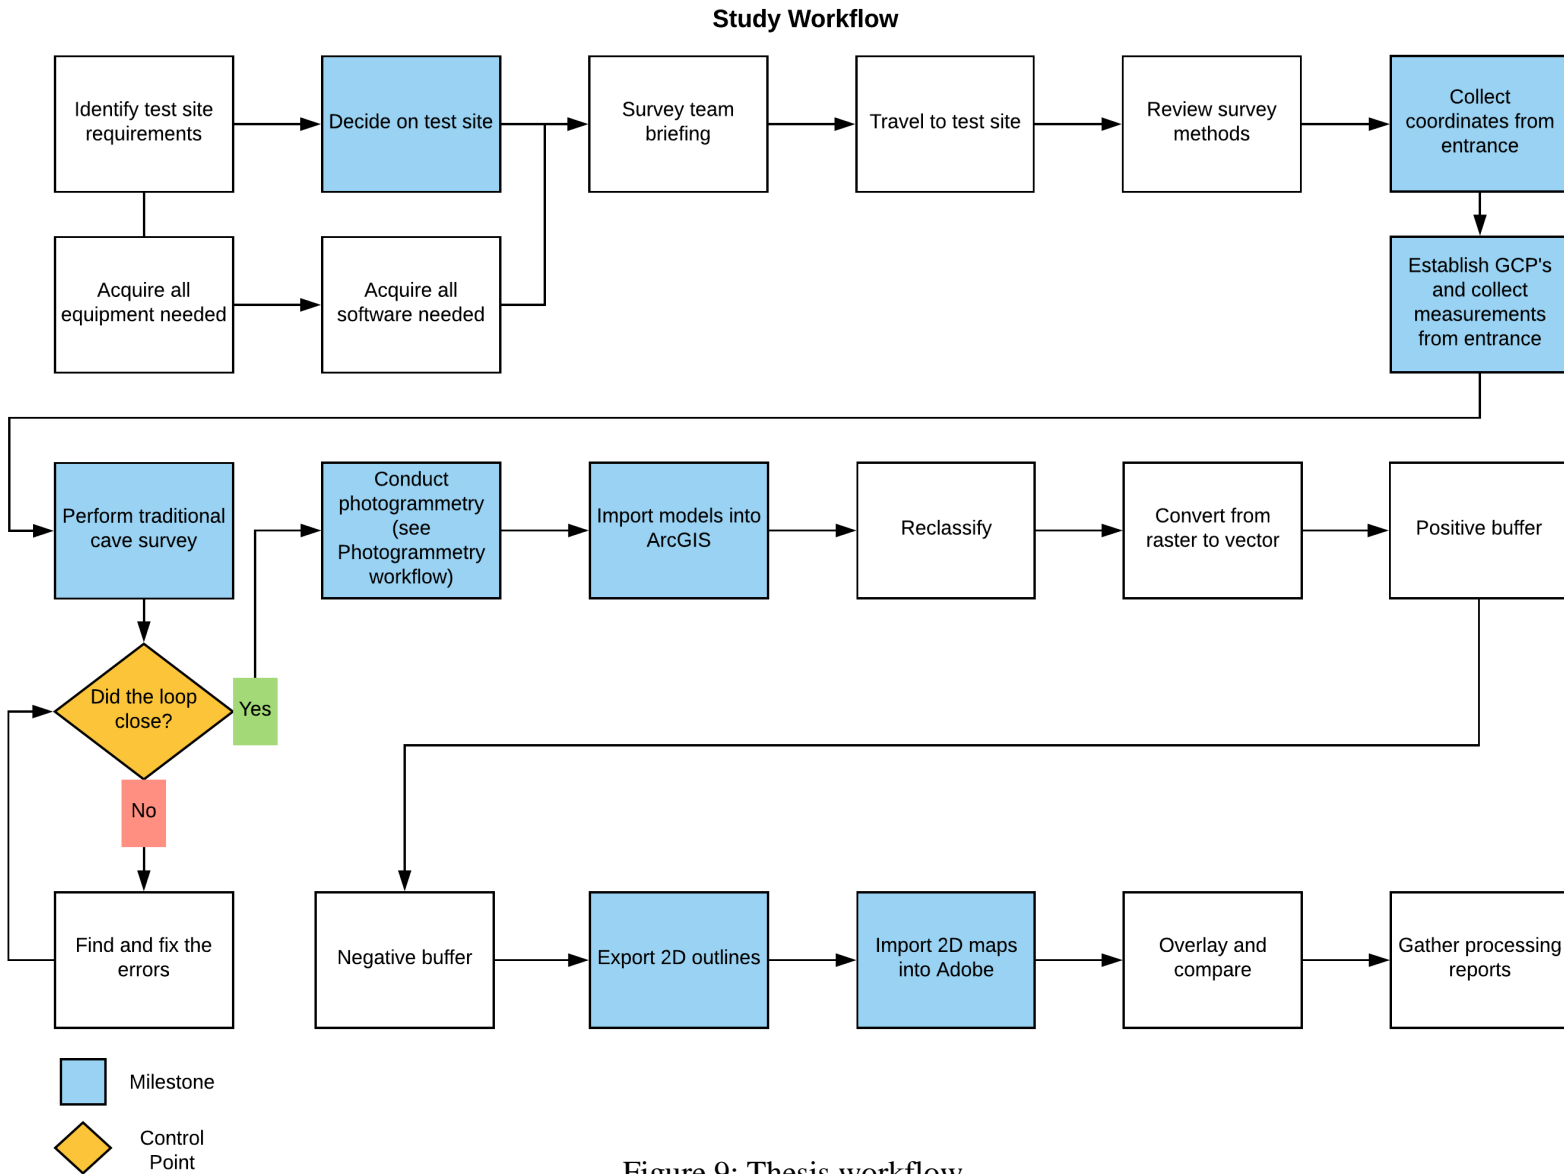 Study Workflow
Identify test site
requirements
Decide on test site
Survey team
briefing
Travel to test site
Review survey
methods
Collect
coordinates from
entrance
Acquire all
equipment needed
Acquire all
software needed
Establish GCP's
and collect
measurements
from entrance
Perform traditional
cave survey
Conduct
photogrammetry
(see
Photogrammetry
workflow)
Import models into
ArcGIS
Reclassify
Convert from
raster to vector
Positive buffer
Did the loop
close?
Yes
No
Find and fix the
errors
Negative buffer
Export 2D outlines
Import 2D maps
into Adobe
Overlay and
compare
Gather processing
reports
Milestone
Control
Point
Figure 9: Thesis workflow